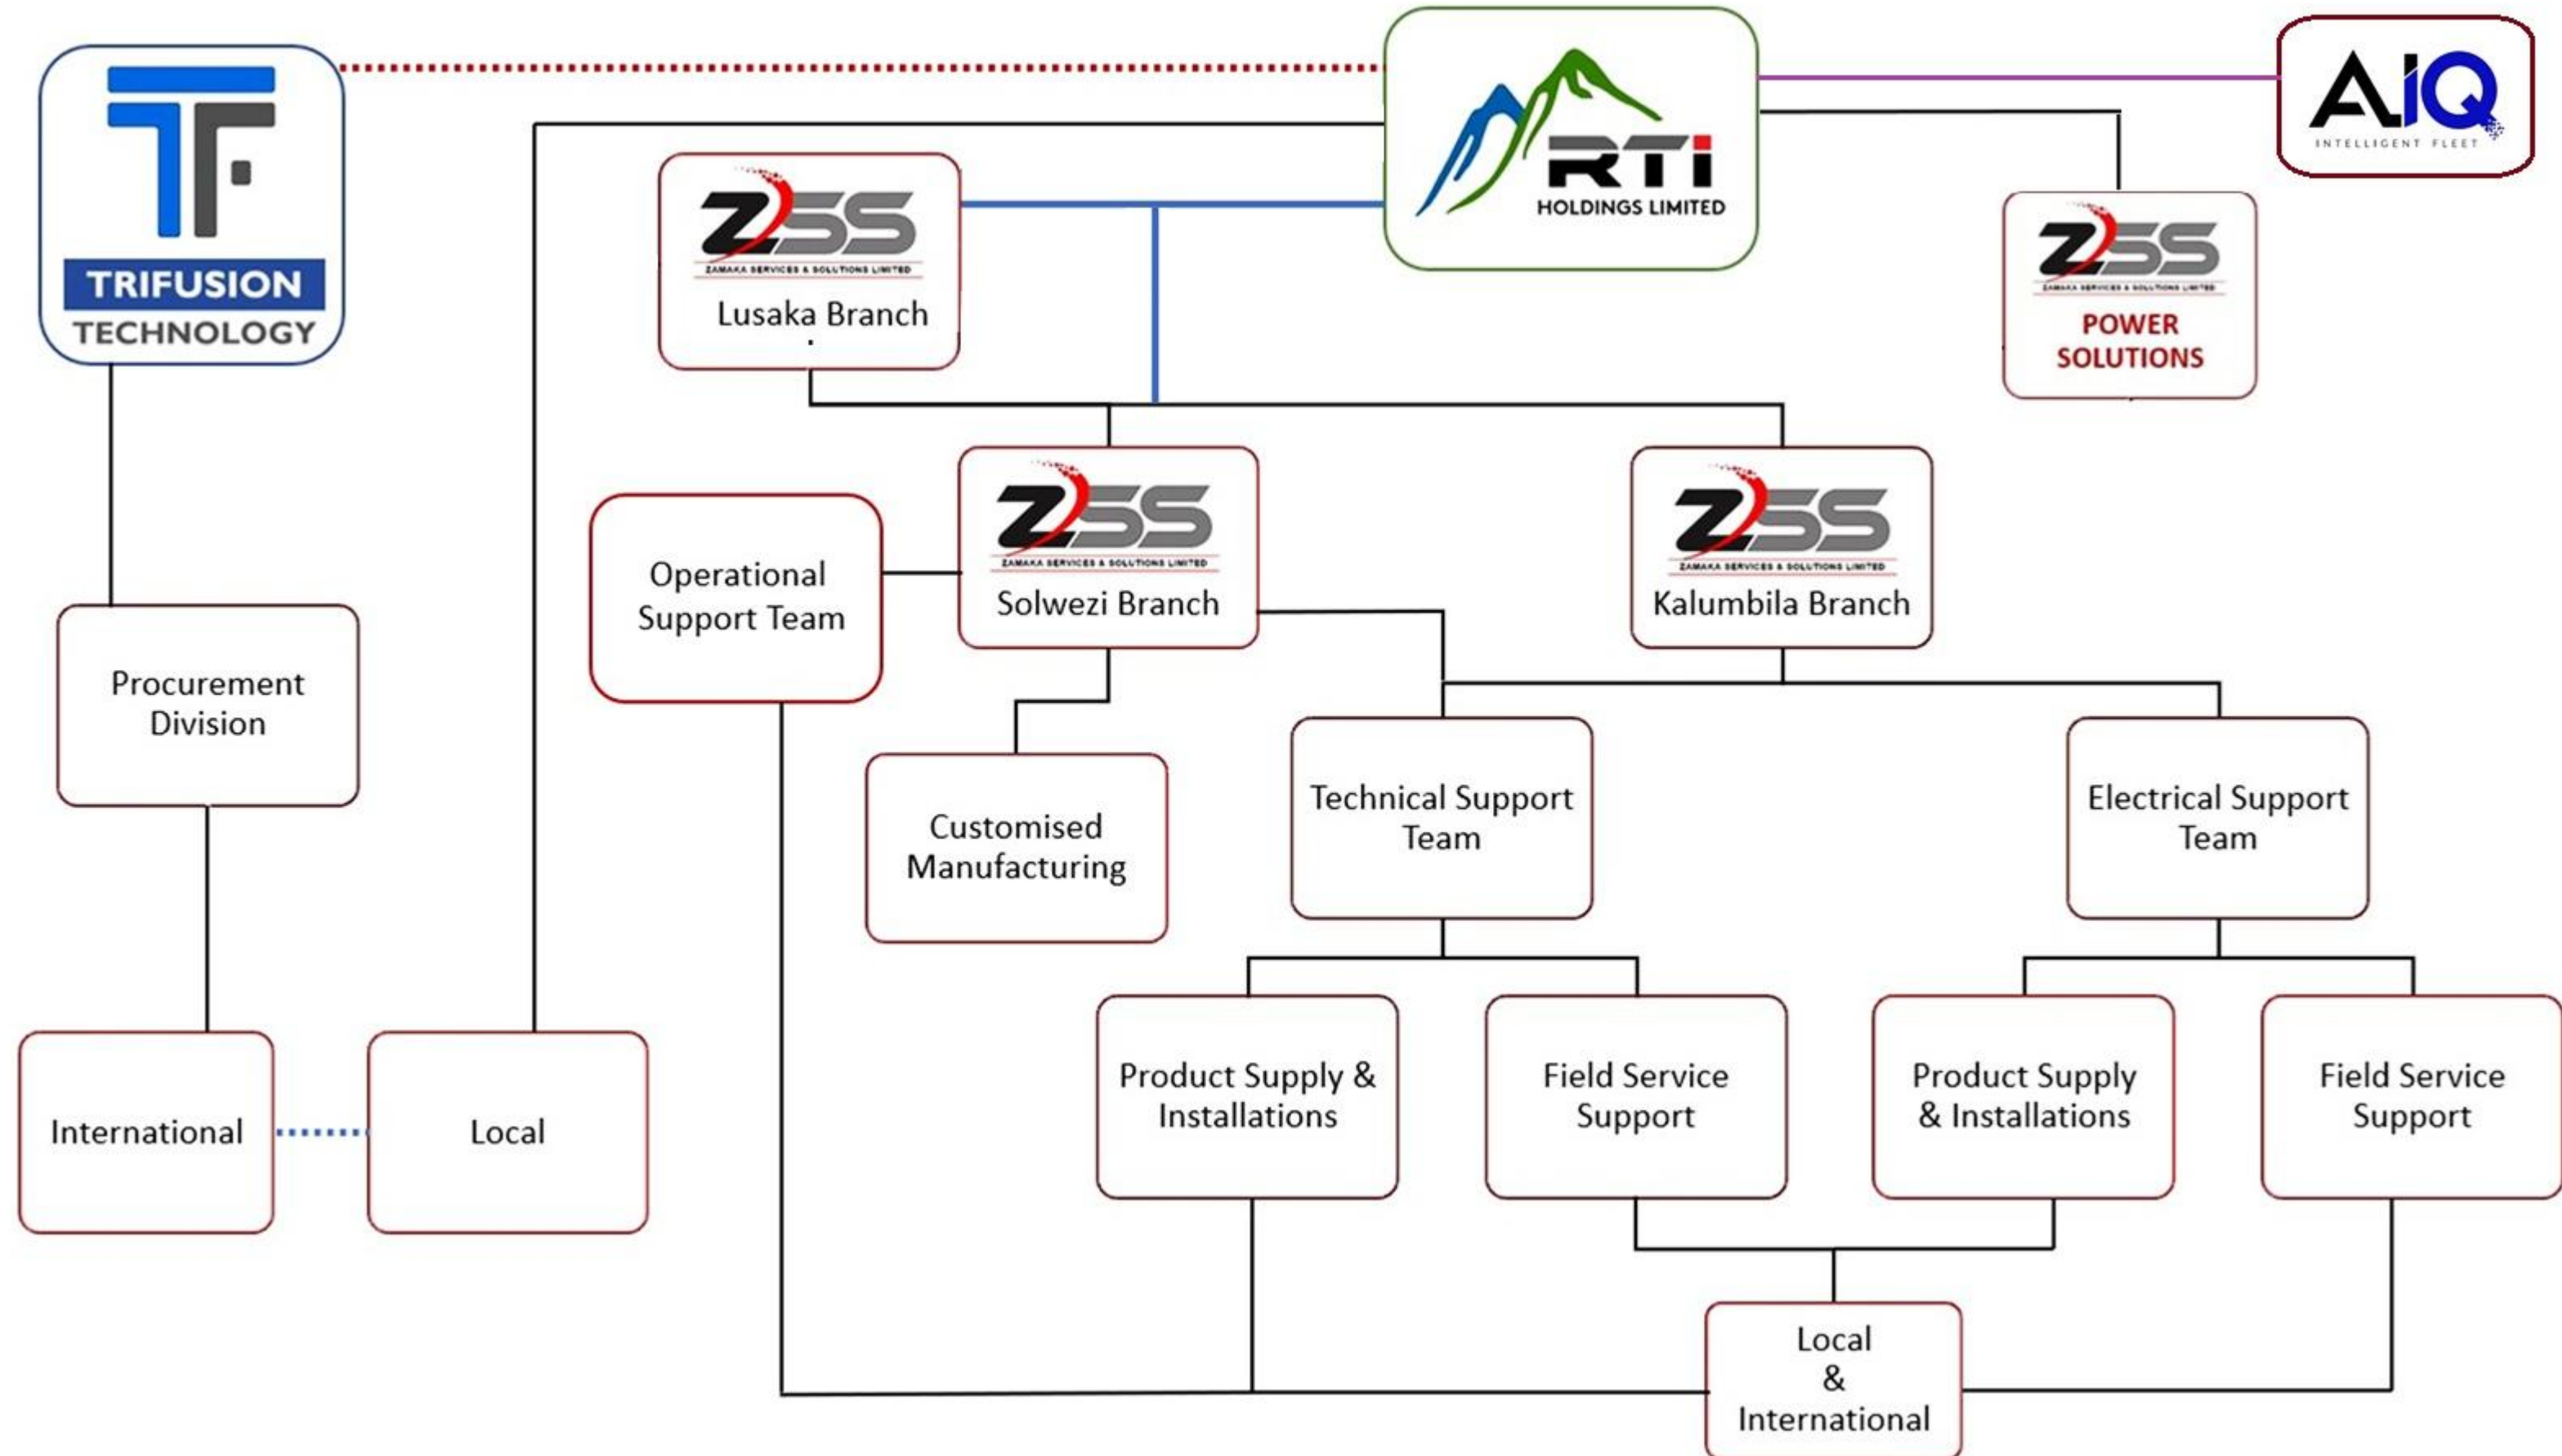 TF
TRIFUSION
TECHNOLOGY
RTi
HOLDINGS LIMITED
AIQ
INTELLIGENT FLEET
ZSS
ZAMAKA SERVICES & SOLUTIONS LIMITED
Lusaka Branch
.
ZSS
ZAMAKA SERVICES & SOLUTIONS LIMITED
POWER
SOLUTIONS
Operational
Support Team
ZSS
ZAMAKA SERVICES & SOLUTIONS LIMITED
Solwezi Branch
ZSS
ZAMAKA SERVICES & SOLUTIONS LIMITED
Kalumbila Branch
Procurement
Division
Customised
Manufacturing
Technical Support
Team
Electrical Support
Team
International
Local
Product Supply &
Installations
Field Service
Support
Product Supply
& Installations
Field Service
Support
Local
&
International